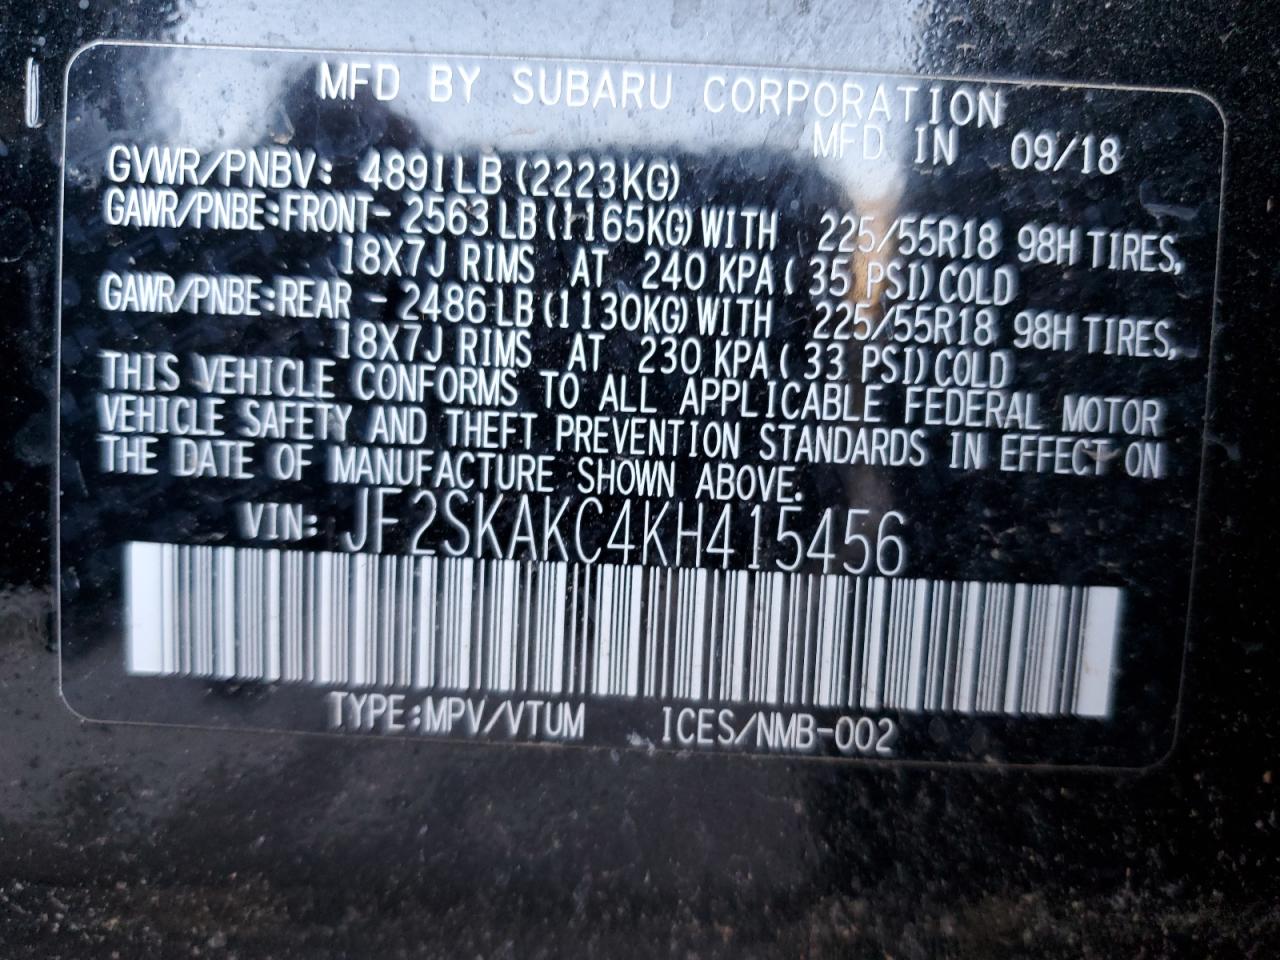 MFD BY SUBARU CORPORATION
MFD IN 09/18
GVWR/PNBV: 4891LB (2223KG)
GAWR/PNBE:FRONT- 2563 LB(1165KG) WITH 225/55R18 98H TIRES,
18X7J RIMS AT 240 KPA( 35 PSI) COLD
GAWR/PNBE:REAR - 2486 LB(1130KG) WITH 225/55R18 98H TIRES,
18X7J RIMS AT 230 KPA( 33 PSI) COLD
THIS VEHICLE CONFORMS TO ALL APPLICABLE FEDERAL MOTOR
VEHICLE SAFETY AND THEFT PREVENTION STANDARDS IN EFFECT ON
THE DATE OF MANUFACTURE SHOWN ABOVE.
VIN: JF2SKAKC4KH415456
TYPE:MPV/VTUM ICES/NMB-002